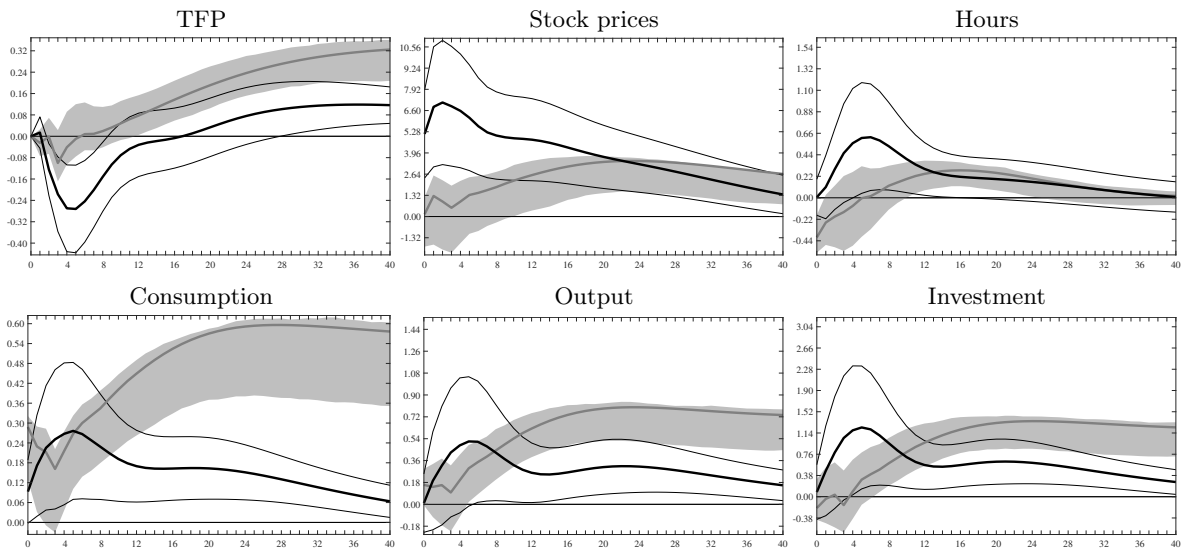 TFP Stock prices Hours
0.32 0.24 0.16 0.08 0.00 -0.08 -0.16 -0.24 -0.32 -0.40
0 4 8 12 16 20 24 28 32 36 40
10.56 9.24 7.92 6.60 5.28 3.96 2.64 1.32 0.00 -1.32
0 4 8 12 16 20 24 28 32 36 40
1.54 1.32 1.10 0.88 0.66 0.44 0.22 0.00 -0.22 -0.44
0 4 8 12 16 20 24 28 32 36 40
Consumption Output Investment
0.60 0.54 0.48 0.42 0.36 0.30 0.24 0.18 0.12 0.06 0.00
0 4 8 12 16 20 24 28 32 36 40
1.44 1.26 1.08 0.90 0.72 0.54 0.36 0.18 0.00 -0.18
0 4 8 12 16 20 24 28 32 36 40
3.04 2.66 2.28 1.90 1.52 1.14 0.76 0.38 0.00 -0.38
0 4 8 12 16 20 24 28 32 36 40